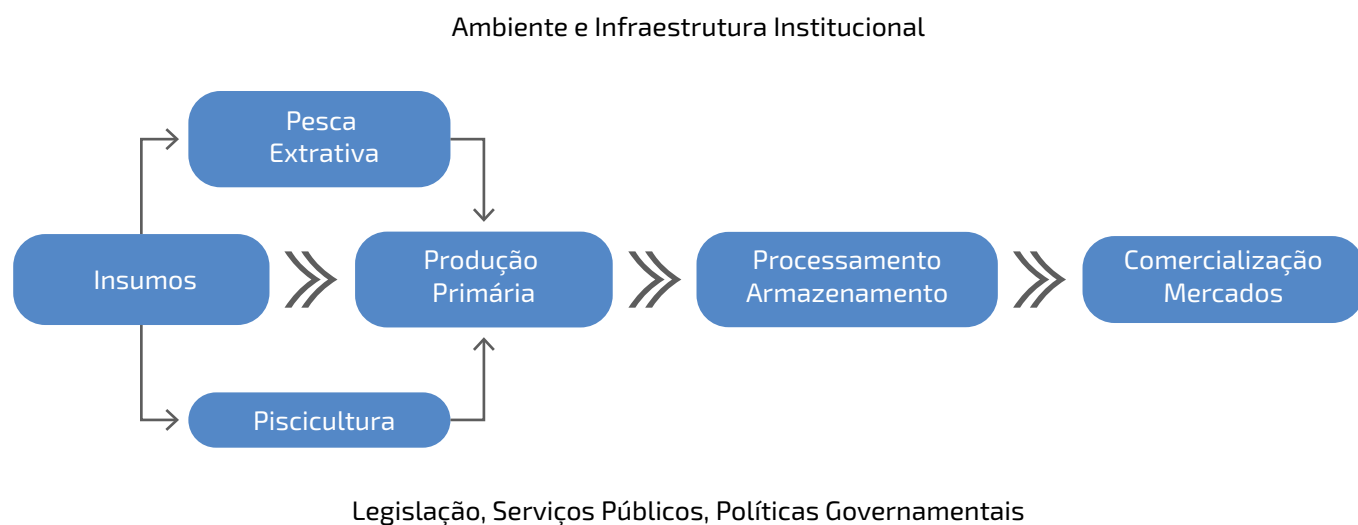 Ambiente e Infraestrutura Institucional
Pesca
Extrativa
Insumos
Produção
Primária
Processamento
Armazenamento
Comercialização
Mercados
Piscicultura
Legislação, Serviços Públicos, Políticas Governamentais